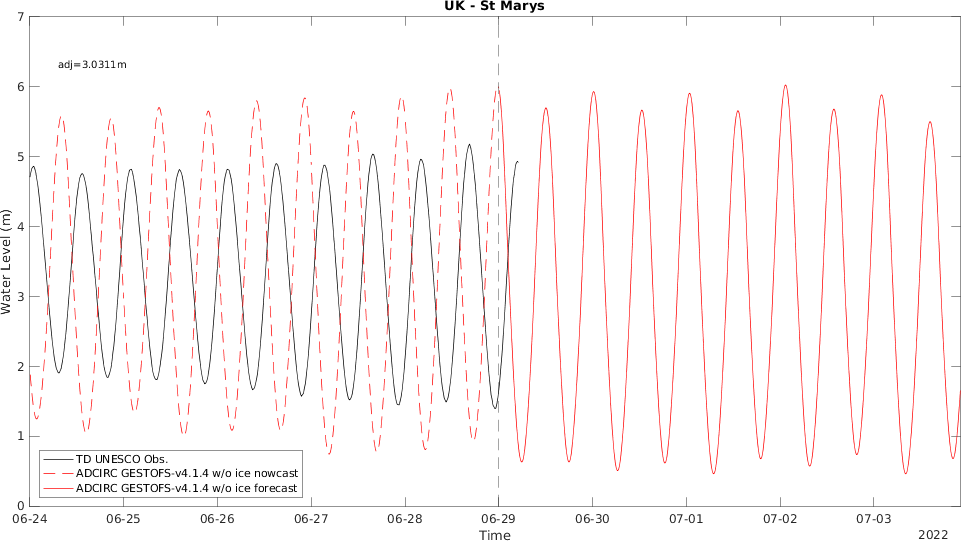 UK - St Marys
adj=3.0311m
Water Level (m)
7
6
5
4
3
2
1
0
TD UNESCO Obs.
ADCIRC GESTOFS-v4.1.4 w/o ice nowcast
ADCIRC GESTOFS-v4.1.4 w/o ice forecast
06-24 06-25 06-26 06-27 06-28 06-29 06-30 07-01 07-02 07-03
Time
2022